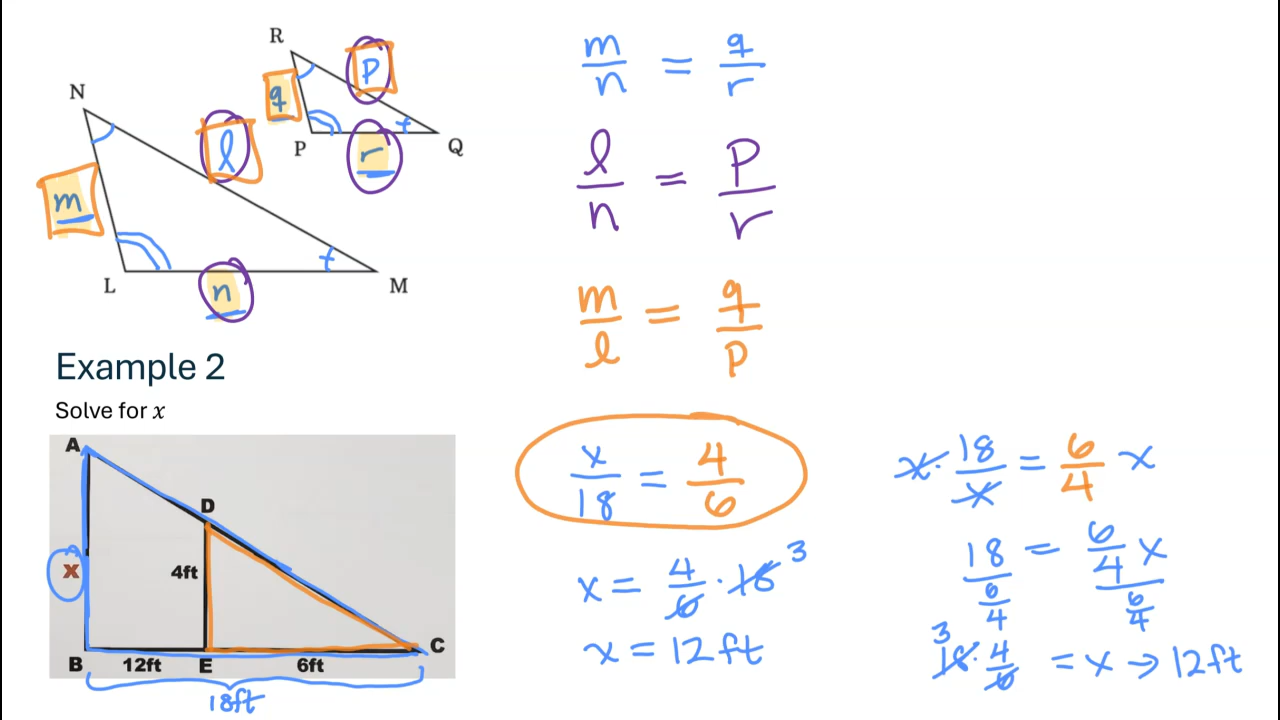 R
P
q
N
l
P
r
Q
m
L
n
M
m/n = q/r
l/n = p/r
m/l = q/p
Example 2
Solve for x
A
D
x
4ft
C
B 12ft E 6ft
18ft
x/18 = 4/6
x = 4/6 · 18 3
x = 12ft
x · 18/x = 6/4 x
18 / 6/4 = 6/4 x / 6/4
3
18 · 4/6 = x → 12ft